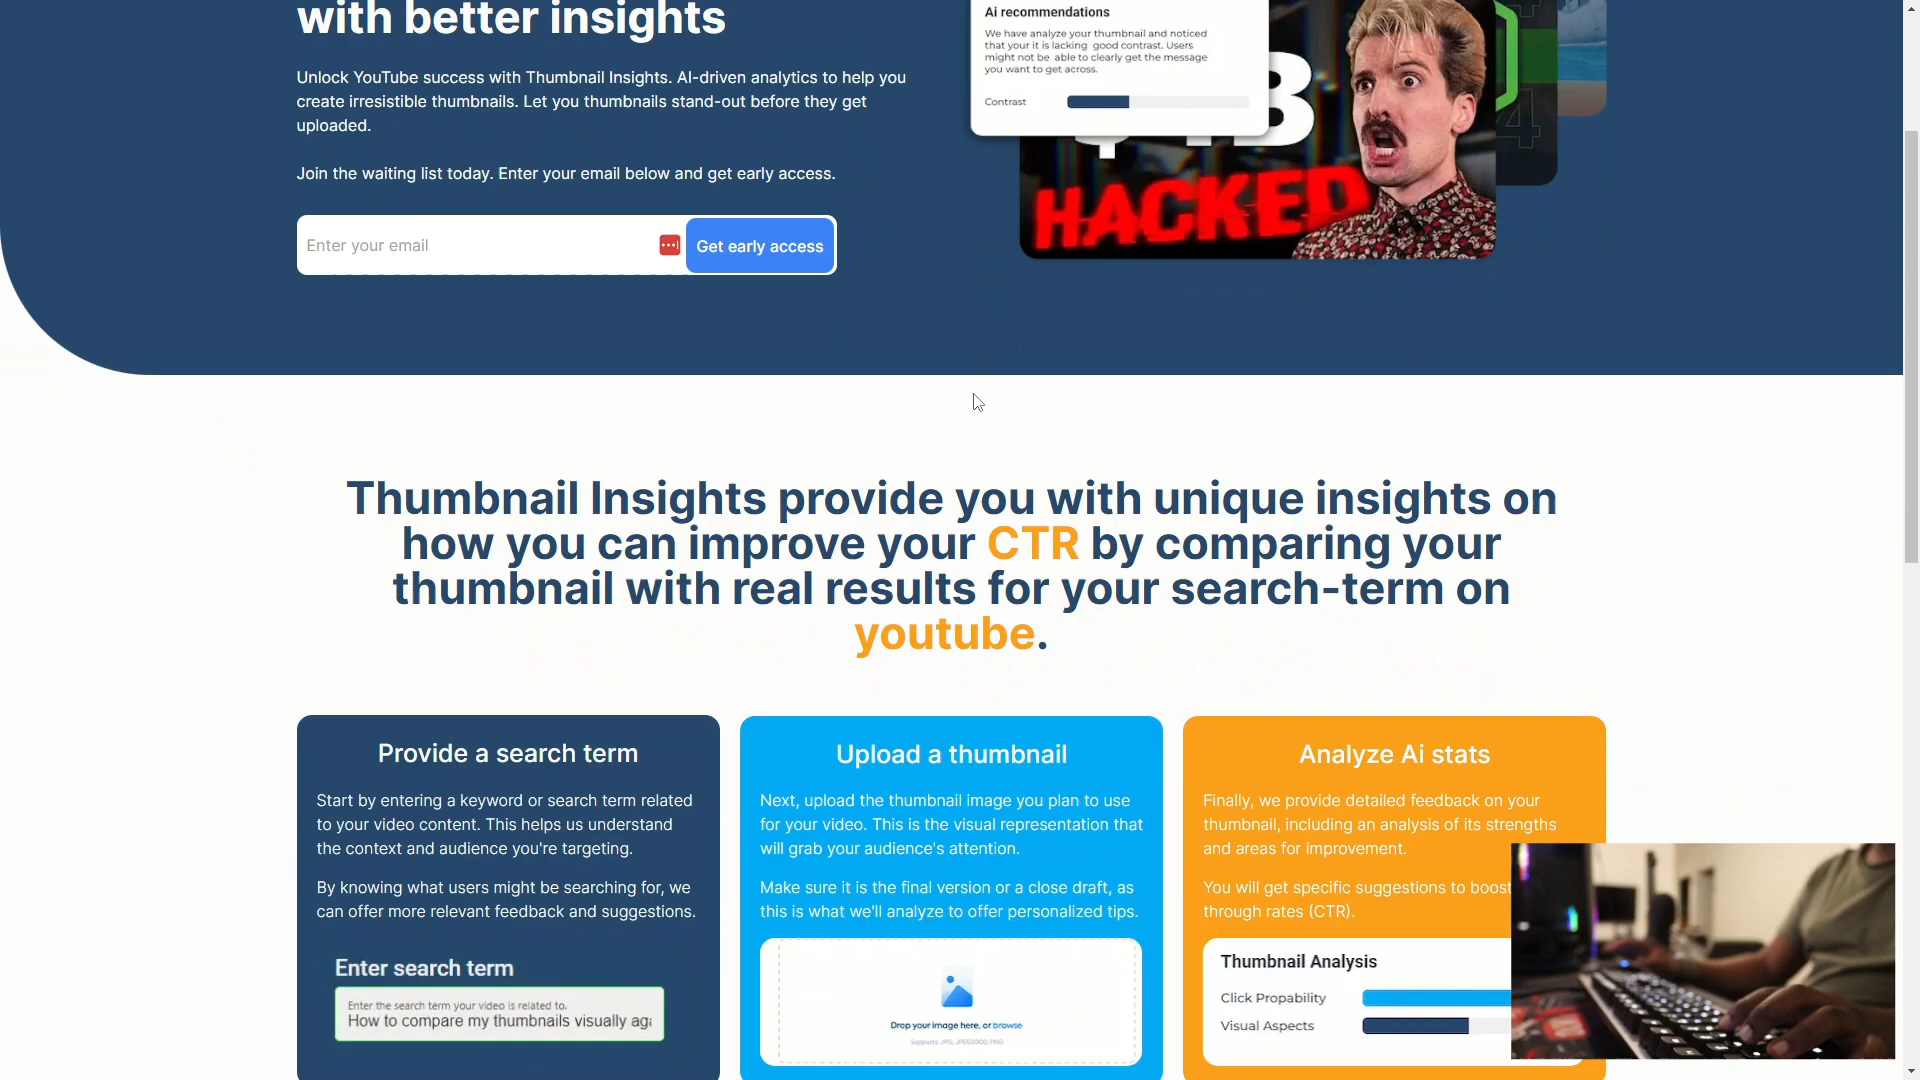 with better insights
Unlock YouTube success with Thumbnail Insights. AI-driven analytics to help you
create irresistible thumbnails. Let you thumbnails stand-out before they get
uploaded.
Join the waiting list today. Enter your email below and get early access.
Enter your email
Get early access
Ai recommendations
We have analyze your thumbnail and noticed
that your it is lacking good contrast. Users
might not be able to clearly get the message
you want to get across.
Contrast
HACKED
Thumbnail Insights provide you with unique insights on
how you can improve your CTR by comparing your
thumbnail with real results for your search-term on
youtube.
Provide a search term
Start by entering a keyword or search term related
to your video content. This helps us understand
the context and audience you're targeting.
By knowing what users might be searching for, we
can offer more relevant feedback and suggestions.
Enter search term
Enter the search term your video is related to.
How to compare my thumbnails visually aga
Upload a thumbnail
Next, upload the thumbnail image you plan to use
for your video. This is the visual representation that
will grab your audience's attention.
Make sure it is the final version or a close draft, as
this is what we'll analyze to offer personalized tips.
Drop your image here, or browse
Supports: JPG, JPEG2000, PNG
Analyze Ai stats
Finally, we provide detailed feedback on your
thumbnail, including an analysis of its strengths
and areas for improvement.
You will get specific suggestions to boost
through rates (CTR).
Thumbnail Analysis
Click Propability
Visual Aspects